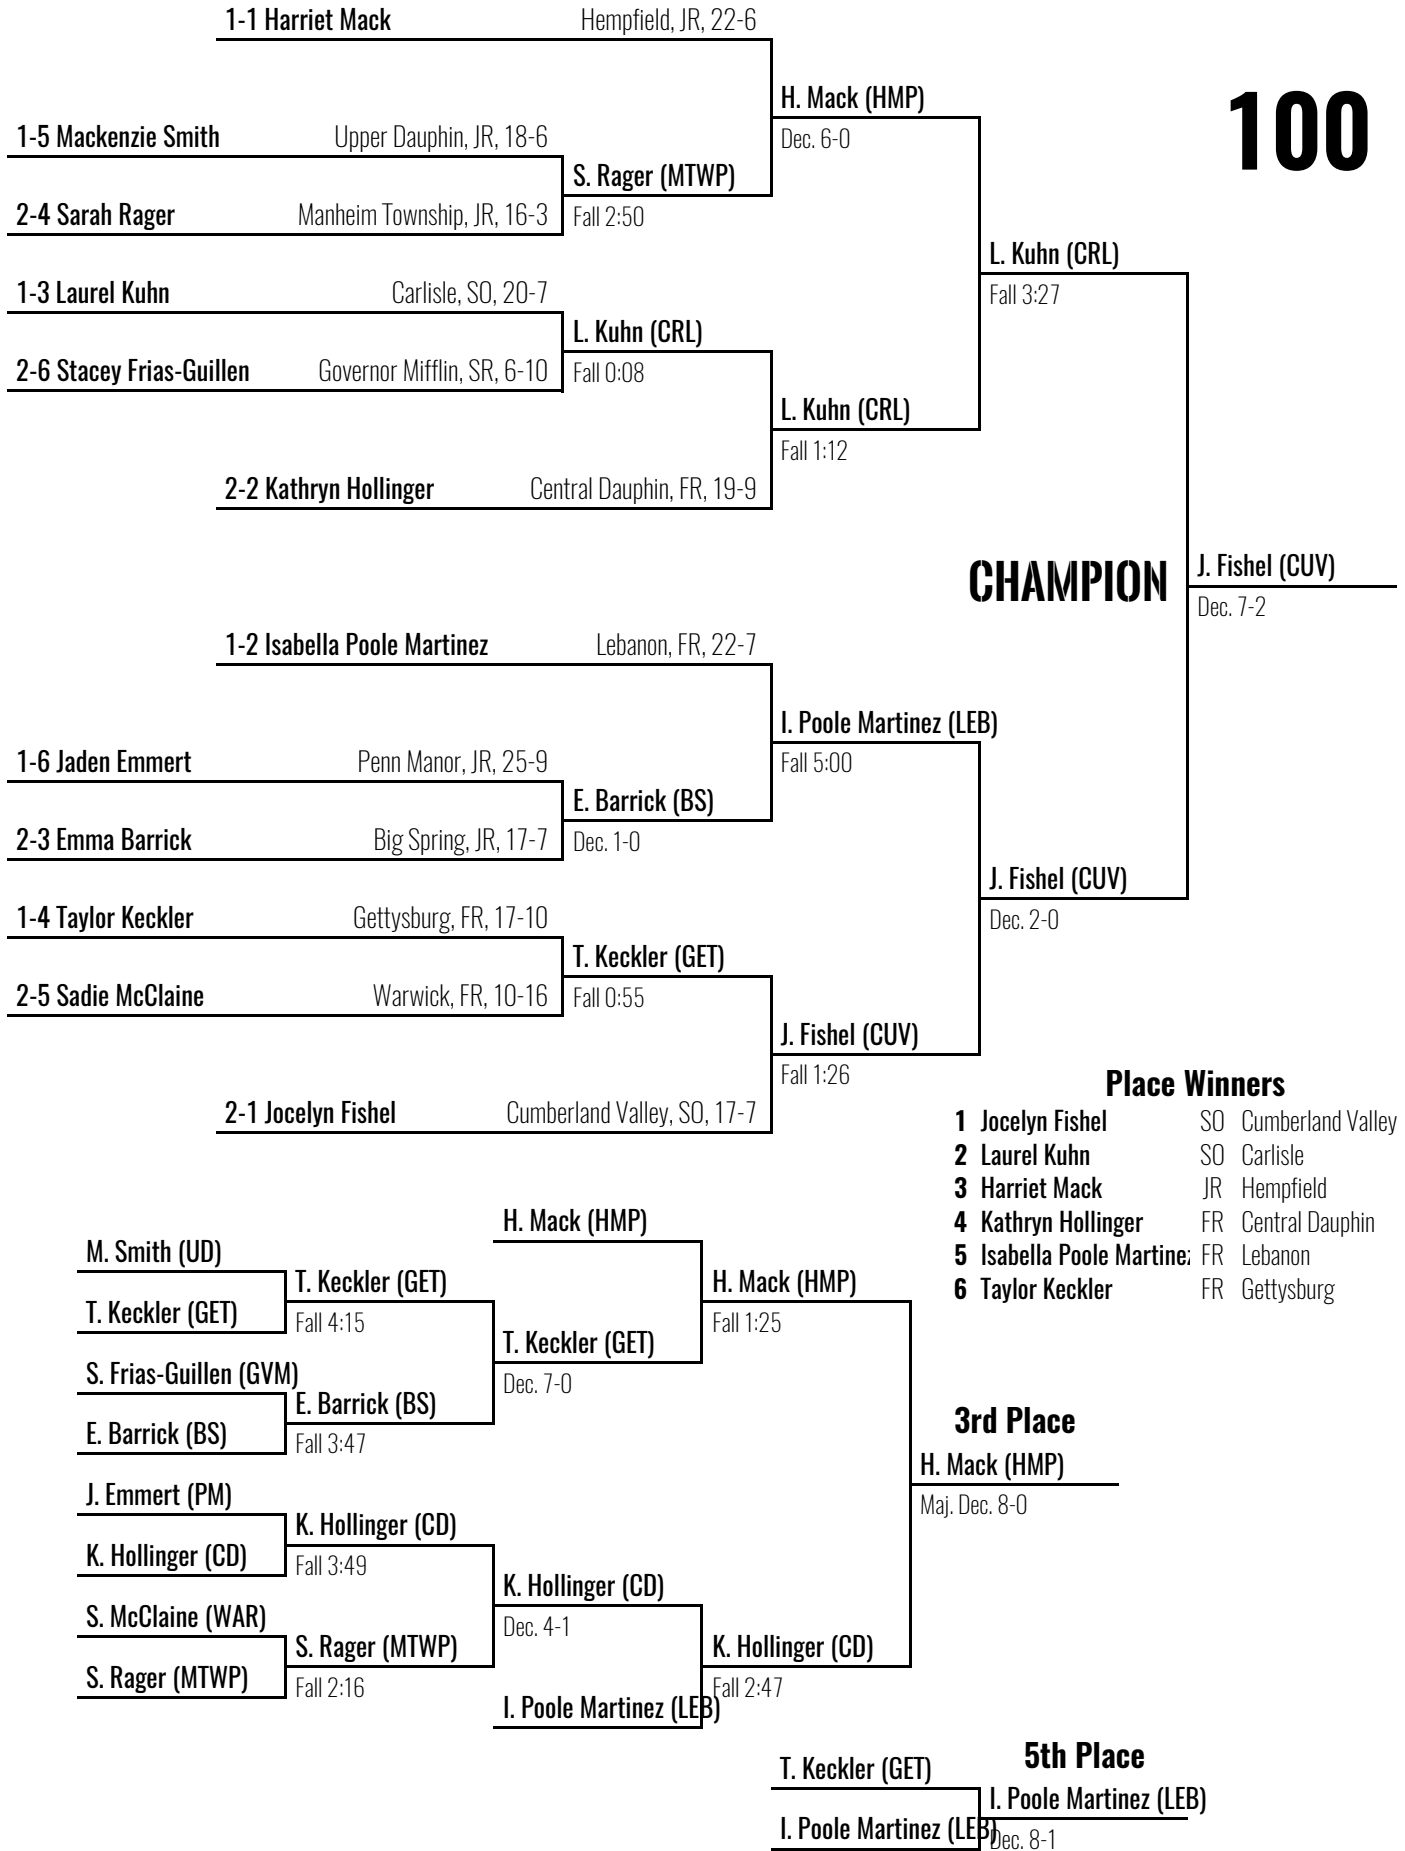 1-1 Harriet Mack Hempfield, JR, 22-6
H. Mack (HMP)
100
1-5 Mackenzie Smith Upper Dauphin, JR, 18-6
Dec. 6-0
S. Rager (MTWP)
2-4 Sarah Rager Manheim Township, JR, 16-3
Fall 2:50
L. Kuhn (CRL)
1-3 Laurel Kuhn Carlisle, SO, 20-7
Fall 3:27
L. Kuhn (CRL)
2-6 Stacey Frias-Guillen Governor Mifflin, SR, 6-10
Fall 0:08
L. Kuhn (CRL)
Fall 1:12
2-2 Kathryn Hollinger Central Dauphin, FR, 19-9
CHAMPION
J. Fishel (CUV)
Dec. 7-2
1-2 Isabella Poole Martinez Lebanon, FR, 22-7
I. Poole Martinez (LEB)
1-6 Jaden Emmert Penn Manor, JR, 25-9
Fall 5:00
E. Barrick (BS)
2-3 Emma Barrick Big Spring, JR, 17-7
Dec. 1-0
J. Fishel (CUV)
1-4 Taylor Keckler Gettysburg, FR, 17-10
Dec. 2-0
T. Keckler (GET)
2-5 Sadie McClaine Warwick, FR, 10-16
Fall 0:55
J. Fishel (CUV)
Fall 1:26
2-1 Jocelyn Fishel Cumberland Valley, SO, 17-7
Place Winners
1 Jocelyn Fishel SO Cumberland Valley
2 Laurel Kuhn SO Carlisle
3 Harriet Mack JR Hempfield
4 Kathryn Hollinger FR Central Dauphin
5 Isabella Poole Martinez FR Lebanon
6 Taylor Keckler FR Gettysburg
H. Mack (HMP)
M. Smith (UD)
T. Keckler (GET)
H. Mack (HMP)
T. Keckler (GET)
Fall 4:15
Fall 1:25
T. Keckler (GET)
S. Frias-Guillen (GVM)
Dec. 7-0
E. Barrick (BS)
E. Barrick (BS)
Fall 3:47
3rd Place
H. Mack (HMP)
Maj. Dec. 8-0
J. Emmert (PM)
K. Hollinger (CD)
K. Hollinger (CD)
Fall 3:49
K. Hollinger (CD)
S. McClaine (WAR)
Dec. 4-1
S. Rager (MTWP)
K. Hollinger (CD)
S. Rager (MTWP)
Fall 2:16
Fall 2:47
I. Poole Martinez (LEB)
5th Place
T. Keckler (GET)
I. Poole Martinez (LEB)
I. Poole Martinez (LEB)
Dec. 8-1